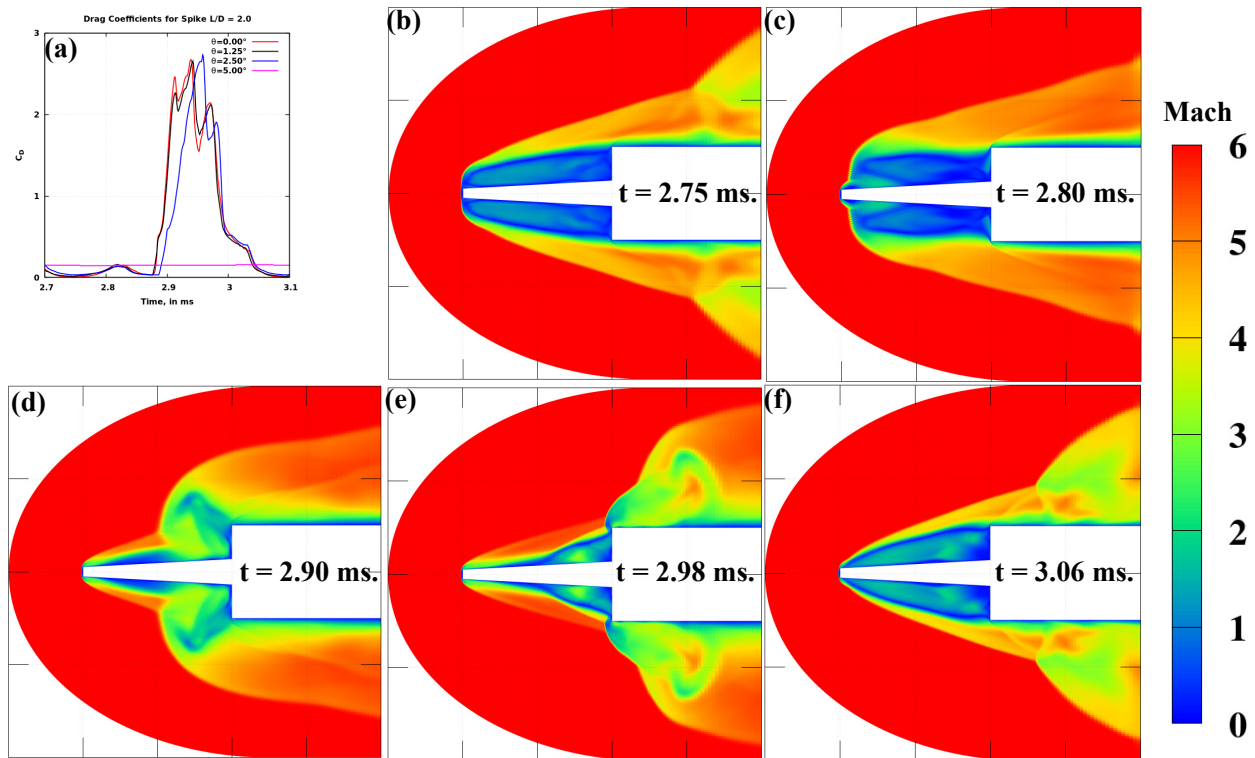 Drag Coefficients for Spike L/D = 2.0
(a)
θ=0.00°
θ=1.25°
θ=2.50°
θ=5.00°
3
2
1
0
C_D
2.7 2.8 2.9 3 3.1
Time, in ms
(b)
t = 2.75 ms.
(c)
t = 2.80 ms.
Mach
6
5
4
3
2
1
0
(d)
t = 2.90 ms.
(e)
t = 2.98 ms.
(f)
t = 3.06 ms.